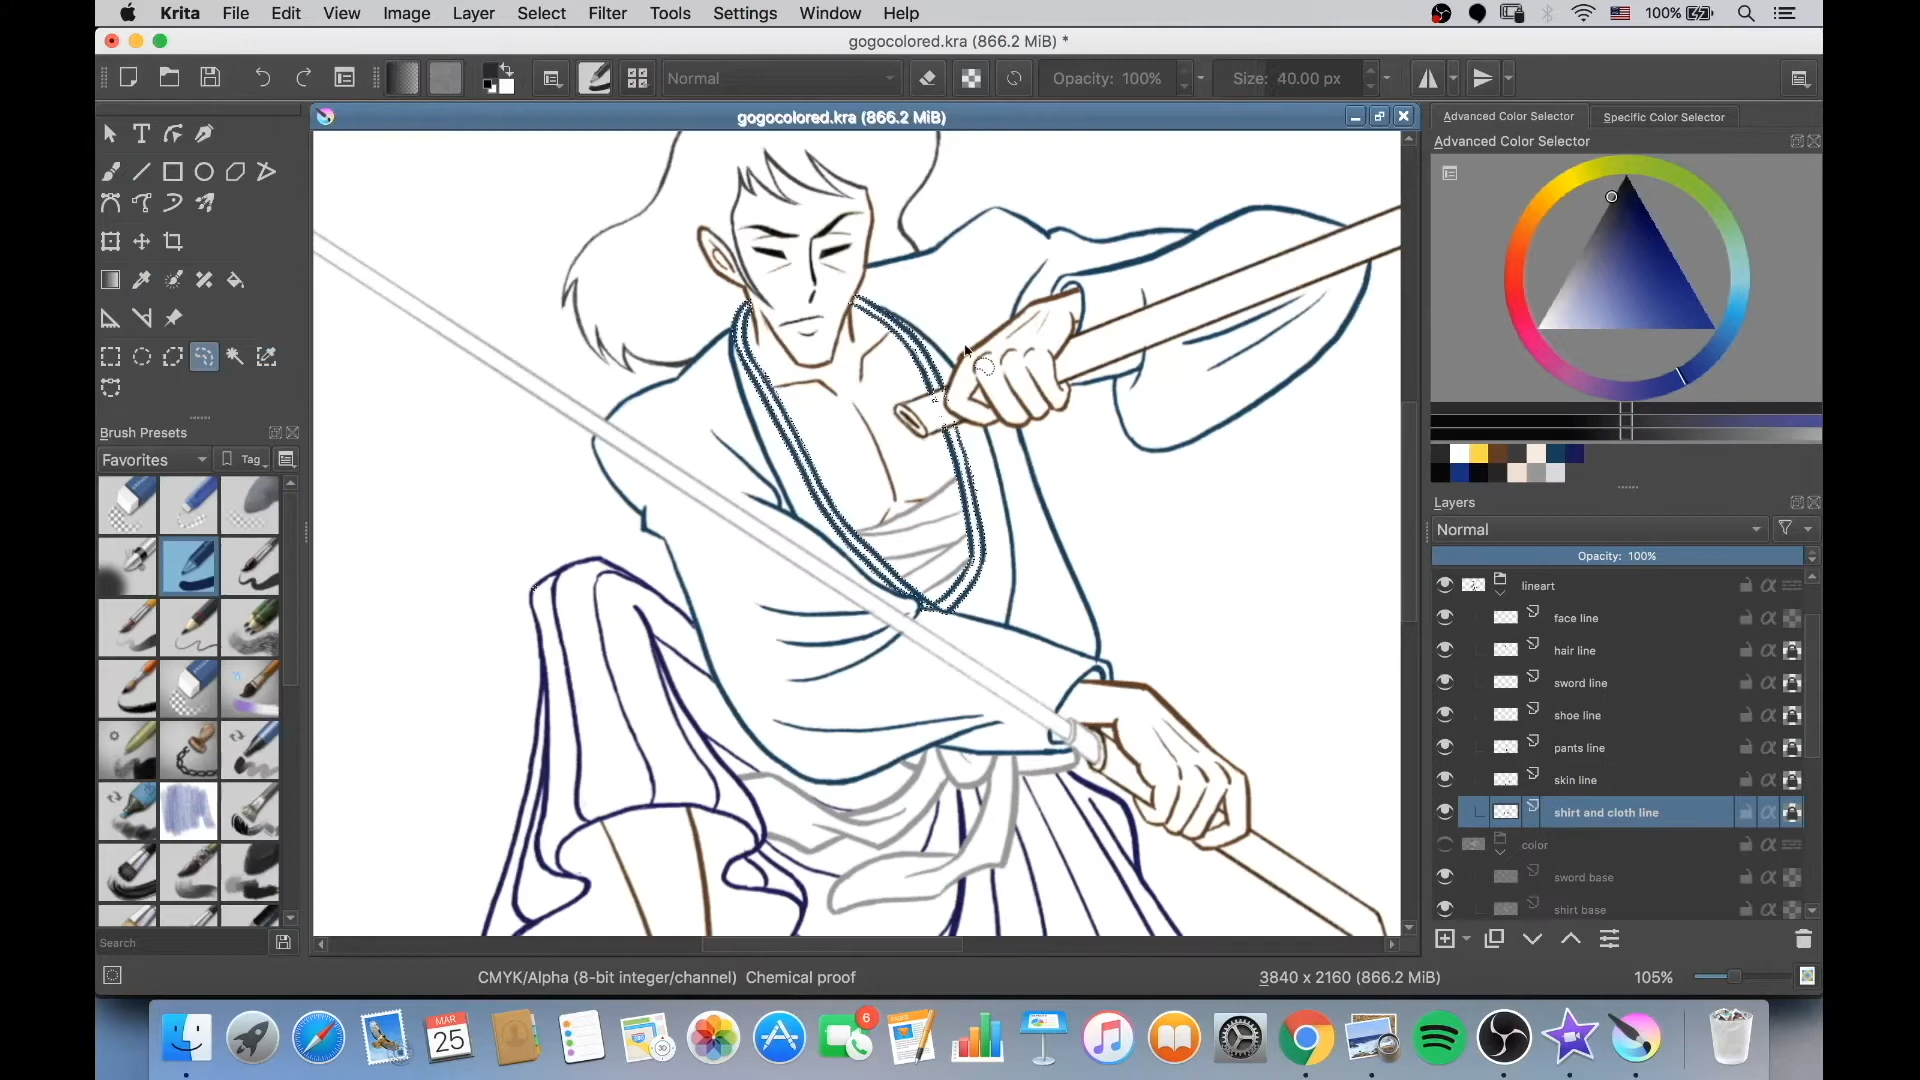 Krita File Edit View Image Layer Select Filter Tools Settings Window Help 100%
gogocolored.kra (866.2 MiB) *
Normal Opacity: 100% Size: 40.00 px
gogocolored.kra (866.2 MiB)
Advanced Color Selector Specific Color Selector
Advanced Color Selector
Brush Presets
Favorites Tag
Search
Layers
Normal
Opacity: 100%
lineart
face line
hair line
sword line
shoe line
pants line
skin line
shirt and cloth line
color
sword base
shirt base
CMYK/Alpha (8-bit integer/channel) Chemical proof 3840 x 2160 (866.2 MiB) 105%
MAR
25
6